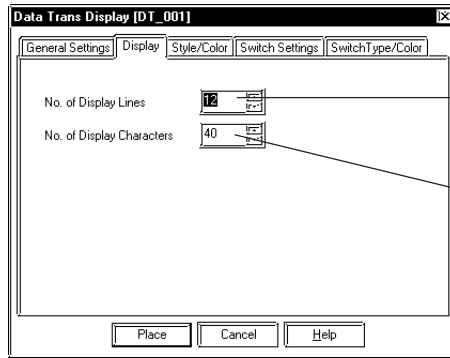 Data Trans Display [DT_001]
General Settings Display Style/Color Switch Settings SwitchType/Color
No. of Display Lines 12
No. of Display Characters 40
Place Cancel Help